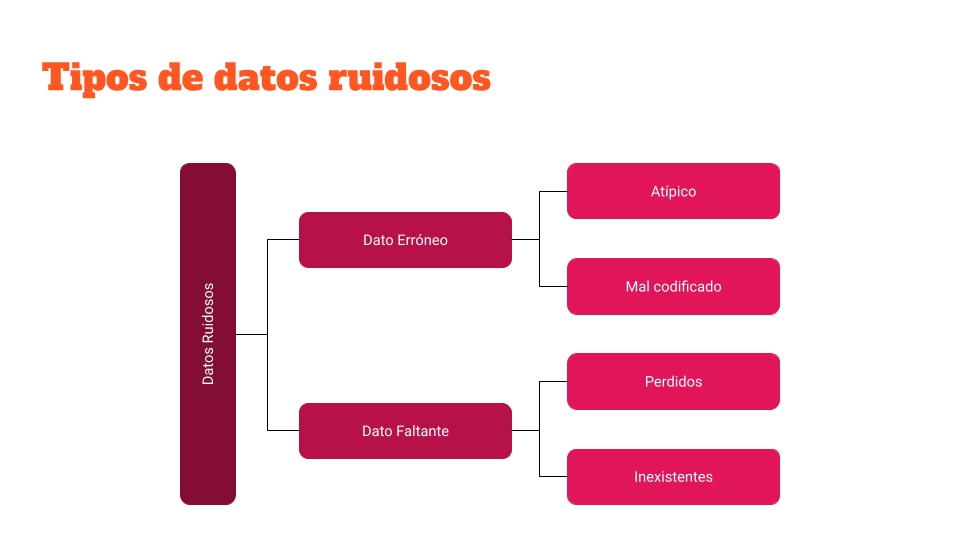 Tipos de datos ruidosos
Datos Ruidosos
Dato Erróneo
Atípico
Mal codificado
Dato Faltante
Perdidos
Inexistentes